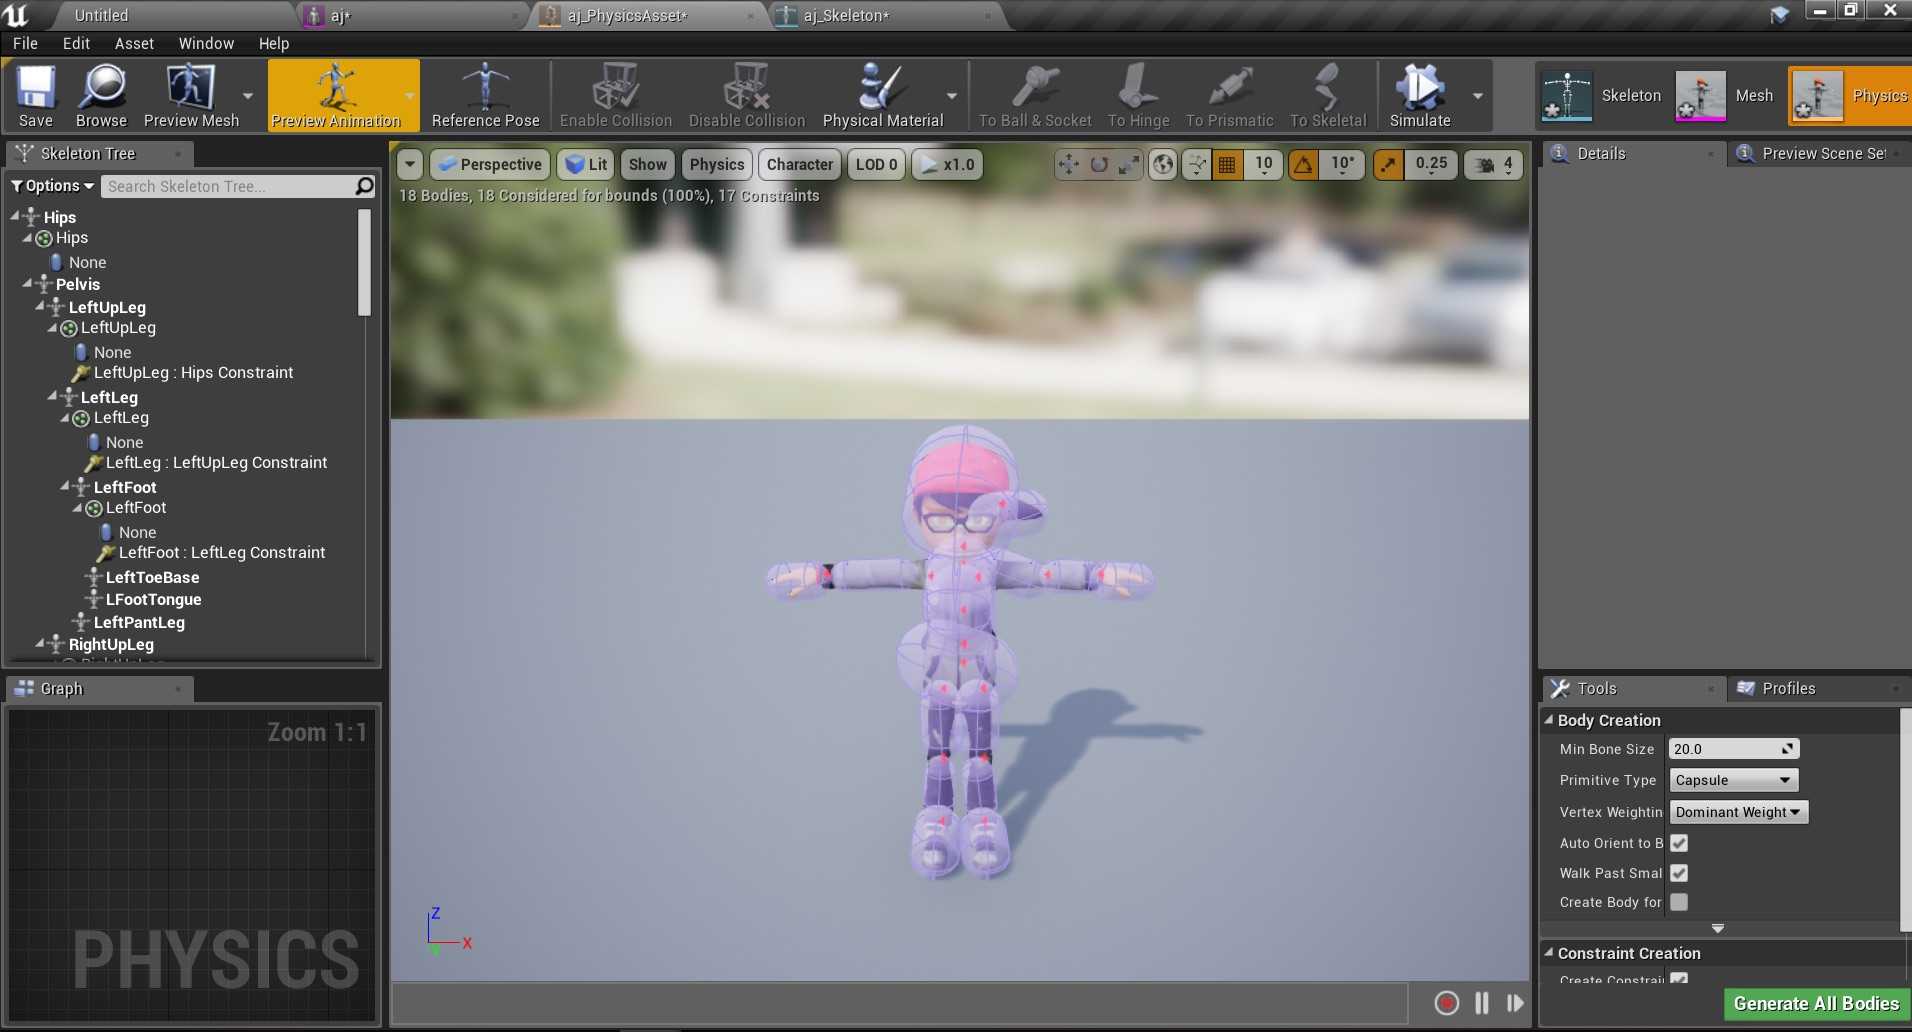 Untitled
aj*
aj_PhysicsAsset*
aj_Skeleton*
File Edit Asset Window Help
Save
Browse
Preview Mesh
Preview Animation
Reference Pose
Enable Collision
Disable Collision
Physical Material
To Ball & Socket
To Hinge
To Prismatic
To Skeletal
Simulate
Skeleton
Mesh
Physics
Skeleton Tree
Options
Search Skeleton Tree...
Hips
Hips
None
Pelvis
LeftUpLeg
LeftUpLeg
None
LeftUpLeg : Hips Constraint
LeftLeg
LeftLeg
None
LeftLeg : LeftUpLeg Constraint
LeftFoot
LeftFoot
None
LeftFoot : LeftLeg Constraint
LeftToeBase
LFootTongue
LeftPantLeg
RightUpLeg
Perspective Lit Show Physics Character LOD 0 x1.0 10 10° 0.25 4
18 Bodies, 18 Considered for bounds (100%), 17 Constraints
Z
X
Graph
Zoom 1:1
PHYSICS
Details
Preview Scene Set
Tools
Profiles
Body Creation
Min Bone Size 20.0
Primitive Type Capsule
Vertex Weightin Dominant Weight
Auto Orient to B
Walk Past Smal
Create Body for
Constraint Creation
Create Constrai
Generate All Bodies